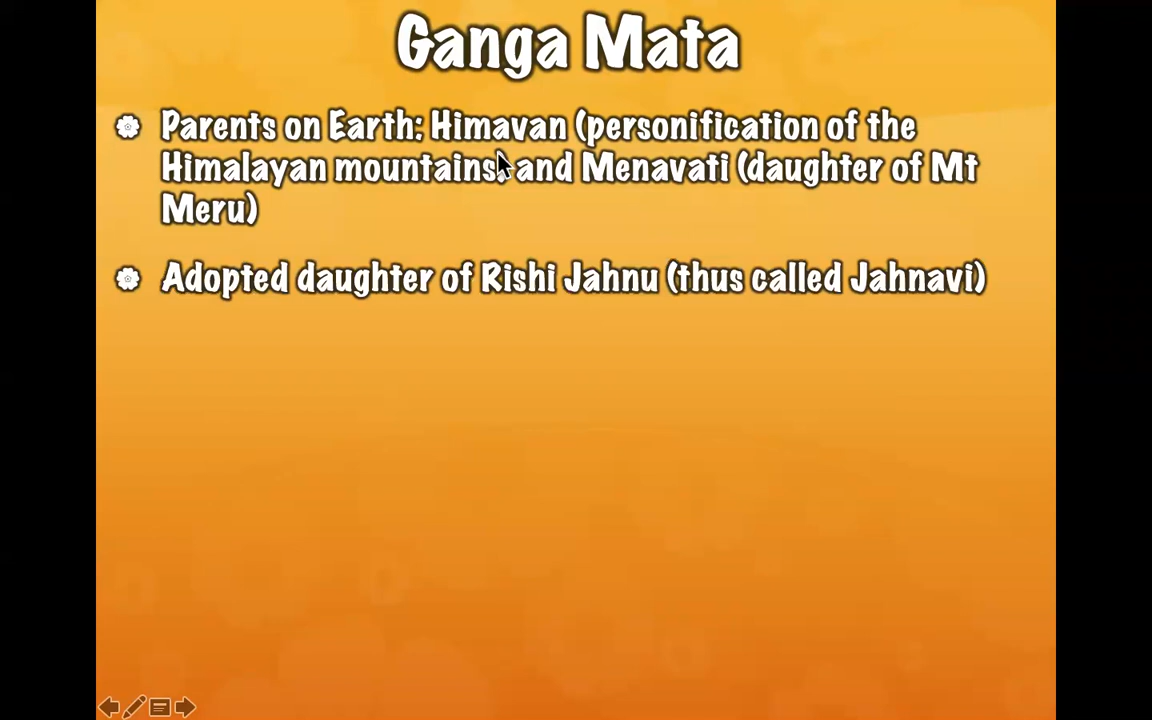 Ganga Mata
Parents on Earth: Himavan (personification of the
Himalayan mountains) and Menavati (daughter of Mt
Meru)
Adopted daughter of Rishi Jahnu (thus called Jahnavi)